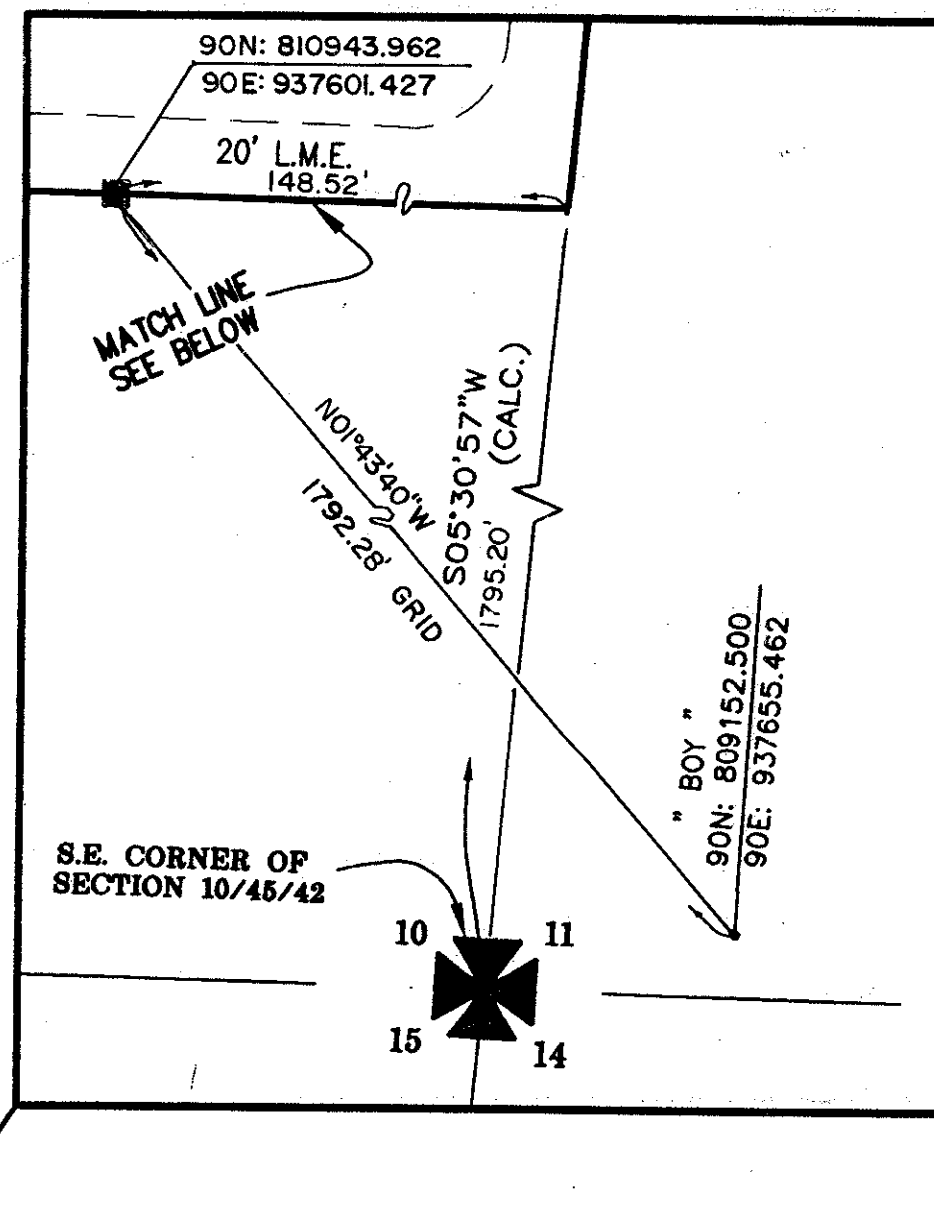 90N: 810943.962
90E: 937601.427
20' L.M.E.
148.52'
MATCH LINE
SEE BELOW
N01°43'40"W
1792.28' GRID
S05°30'57"W
(CALC.)
1795.20'
" BOY "
90N: 809152.500
90E: 937655.462
S.E. CORNER OF
SECTION 10/45/42
10
11
15
14